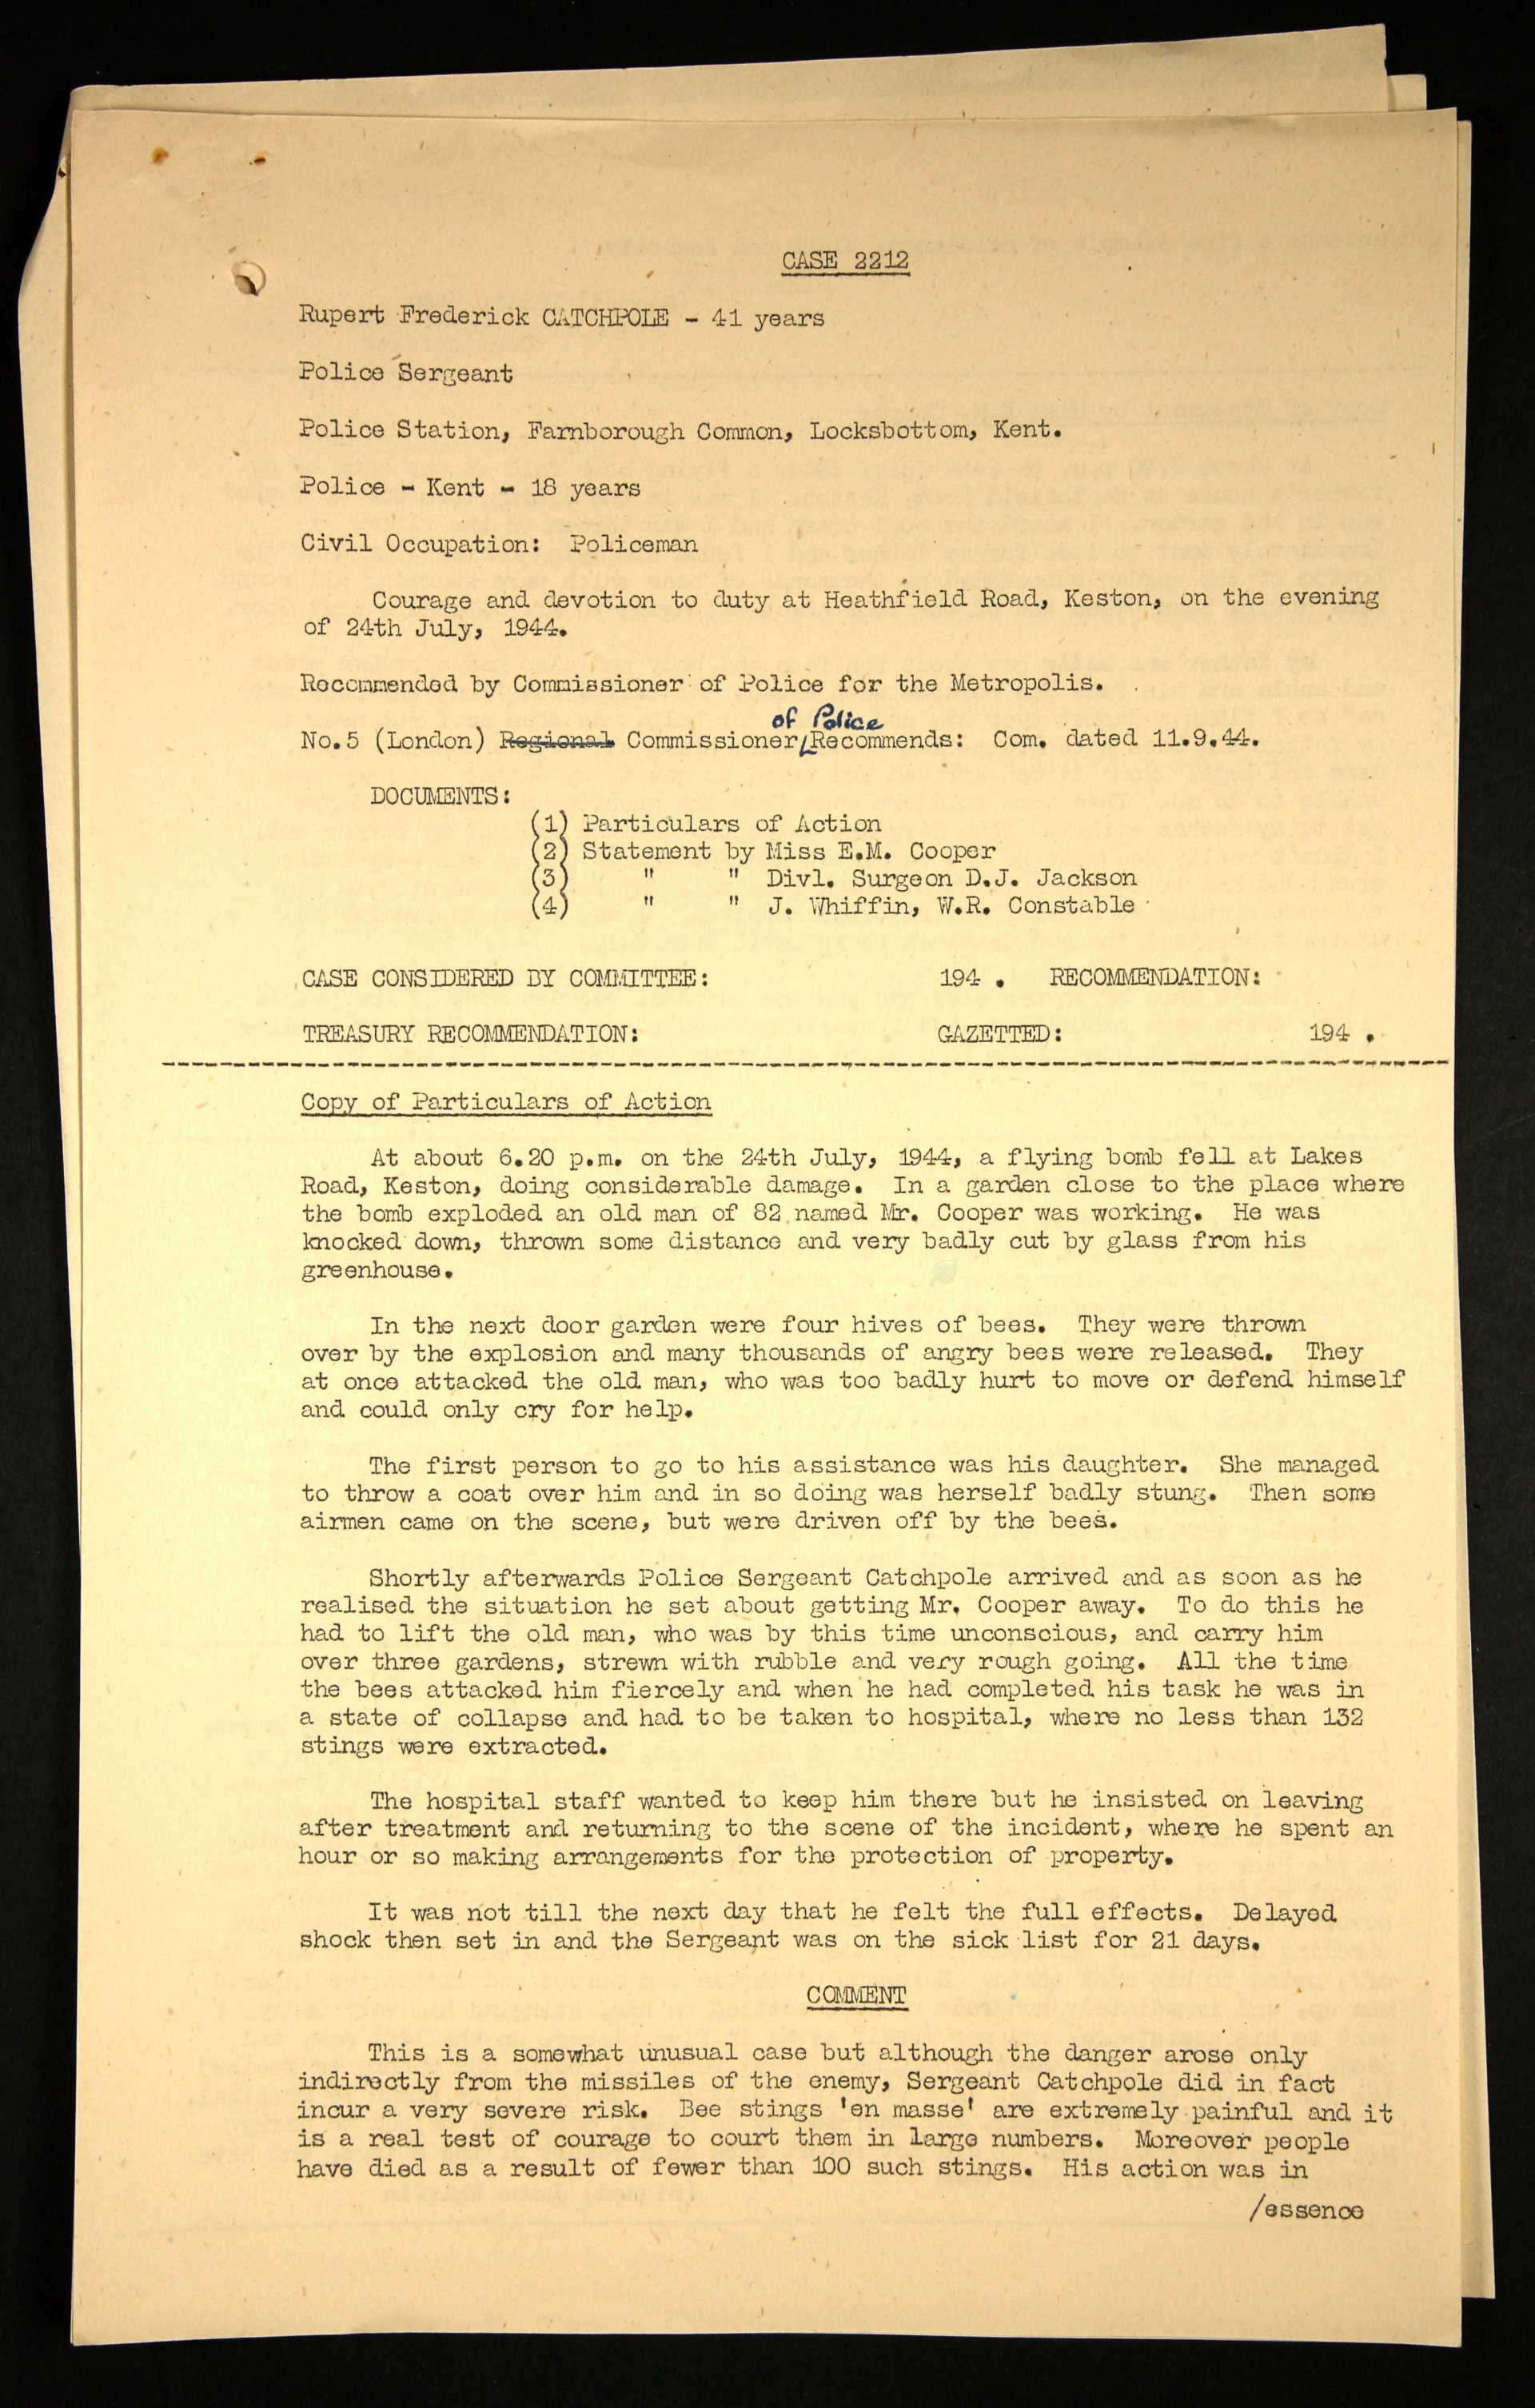 CASE 2212
Rupert Frederick CATCHPOLE - 41 years
Police Sergeant
Police Station, Farnborough Common, Locksbottom, Kent.
Police - Kent - 18 years
Civil Occupation: Policeman
Courage and devotion to duty at Heathfield Road, Keston, on the evening
of 24th July, 1944.
Recommended by Commissioner of Police for the Metropolis.
of Police
No.5 (London) Regional Commissioner/Recommends: Com. dated 11.9.44.
DOCUMENTS:
(1) Particulars of Action
(2) Statement by Miss E.M. Cooper
(3) " " Divl. Surgeon D.J. Jackson
(4) " " J. Whiffin, W.R. Constable
CASE CONSIDERED BY COMMITTEE: 194 . RECOMMENDATION:
TREASURY RECOMMENDATION: GAZETTED: 194 .
Copy of Particulars of Action
At about 6.20 p.m. on the 24th July, 1944, a flying bomb fell at Lakes
Road, Keston, doing considerable damage. In a garden close to the place where
the bomb exploded an old man of 82 named Mr. Cooper was working. He was
knocked down, thrown some distance and very badly cut by glass from his
greenhouse.
In the next door garden were four hives of bees. They were thrown
over by the explosion and many thousands of angry bees were released. They
at once attacked the old man, who was too badly hurt to move or defend himself
and could only cry for help.
The first person to go to his assistance was his daughter. She managed
to throw a coat over him and in so doing was herself badly stung. Then some
airmen came on the scene, but were driven off by the bees.
Shortly afterwards Police Sergeant Catchpole arrived and as soon as he
realised the situation he set about getting Mr. Cooper away. To do this he
had to lift the old man, who was by this time unconscious, and carry him
over three gardens, strewn with rubble and very rough going. All the time
the bees attacked him fiercely and when he had completed his task he was in
a state of collapse and had to be taken to hospital, where no less than 132
stings were extracted.
The hospital staff wanted to keep him there but he insisted on leaving
after treatment and returning to the scene of the incident, where he spent an
hour or so making arrangements for the protection of property.
It was not till the next day that he felt the full effects. Delayed
shock then set in and the Sergeant was on the sick list for 21 days.
COMMENT
This is a somewhat unusual case but although the danger arose only
indirectly from the missiles of the enemy, Sergeant Catchpole did in fact
incur a very severe risk. Bee stings 'en masse' are extremely painful and it
is a real test of courage to court them in large numbers. Moreover people
have died as a result of fewer than 100 such stings. His action was in
/essence